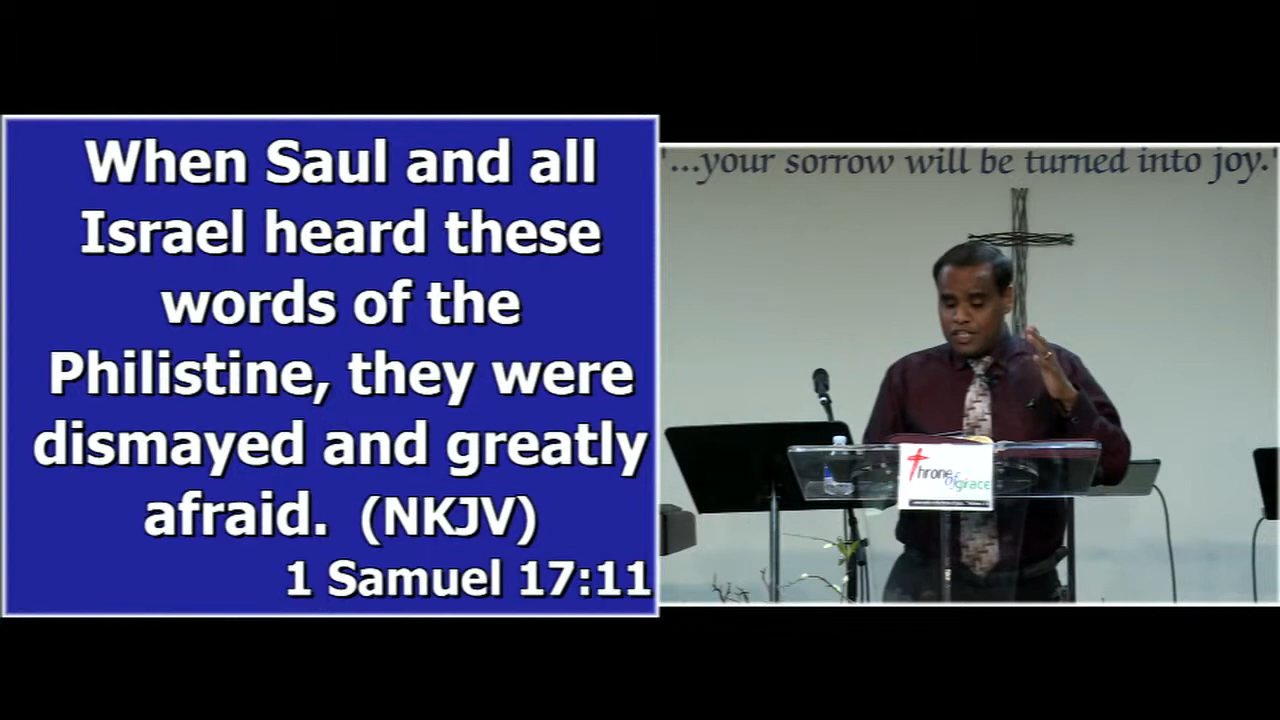 When Saul and all
Israel heard these
words of the
Philistine, they were
dismayed and greatly
afraid. (NKJV)
1 Samuel 17:11
'...your sorrow will be turned into joy.'
Throne
of grace